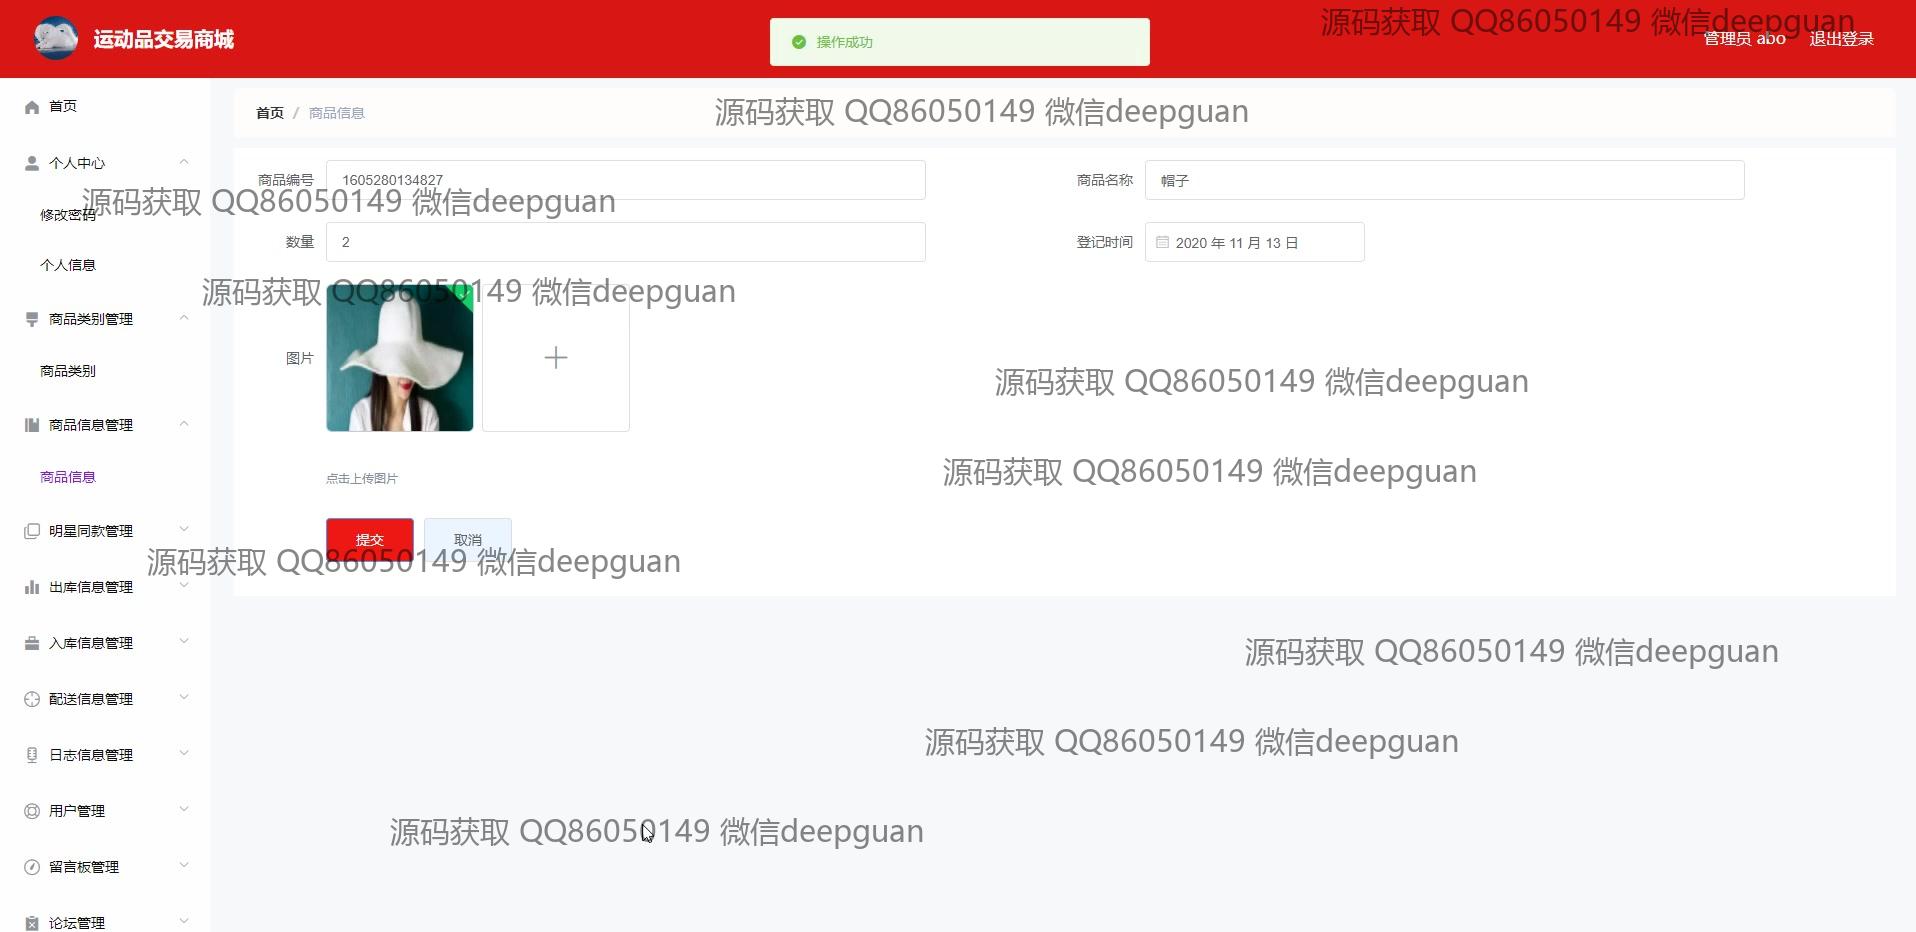 运动品交易商城
操作成功
源码获取 QQ86050149 微信deepguan
管理员 abo
退出登录
首页
个人中心
修改密码
个人信息
商品类别管理
商品类别
商品信息管理
商品信息
明星同款管理
出库信息管理
入库信息管理
配送信息管理
日志信息管理
用户管理
留言板管理
论坛管理
首页 / 商品信息
源码获取 QQ86050149 微信deepguan
商品编号 1605280134827
商品名称 帽子
源码获取 QQ86050149 微信deepguan
数量 2
登记时间 2020 年 11 月 13 日
源码获取 QQ86050149 微信deepguan
图片
源码获取 QQ86050149 微信deepguan
源码获取 QQ86050149 微信deepguan
点击上传图片
提交 取消
源码获取 QQ86050149 微信deepguan
源码获取 QQ86050149 微信deepguan
源码获取 QQ86050149 微信deepguan
源码获取 QQ86050149 微信deepguan